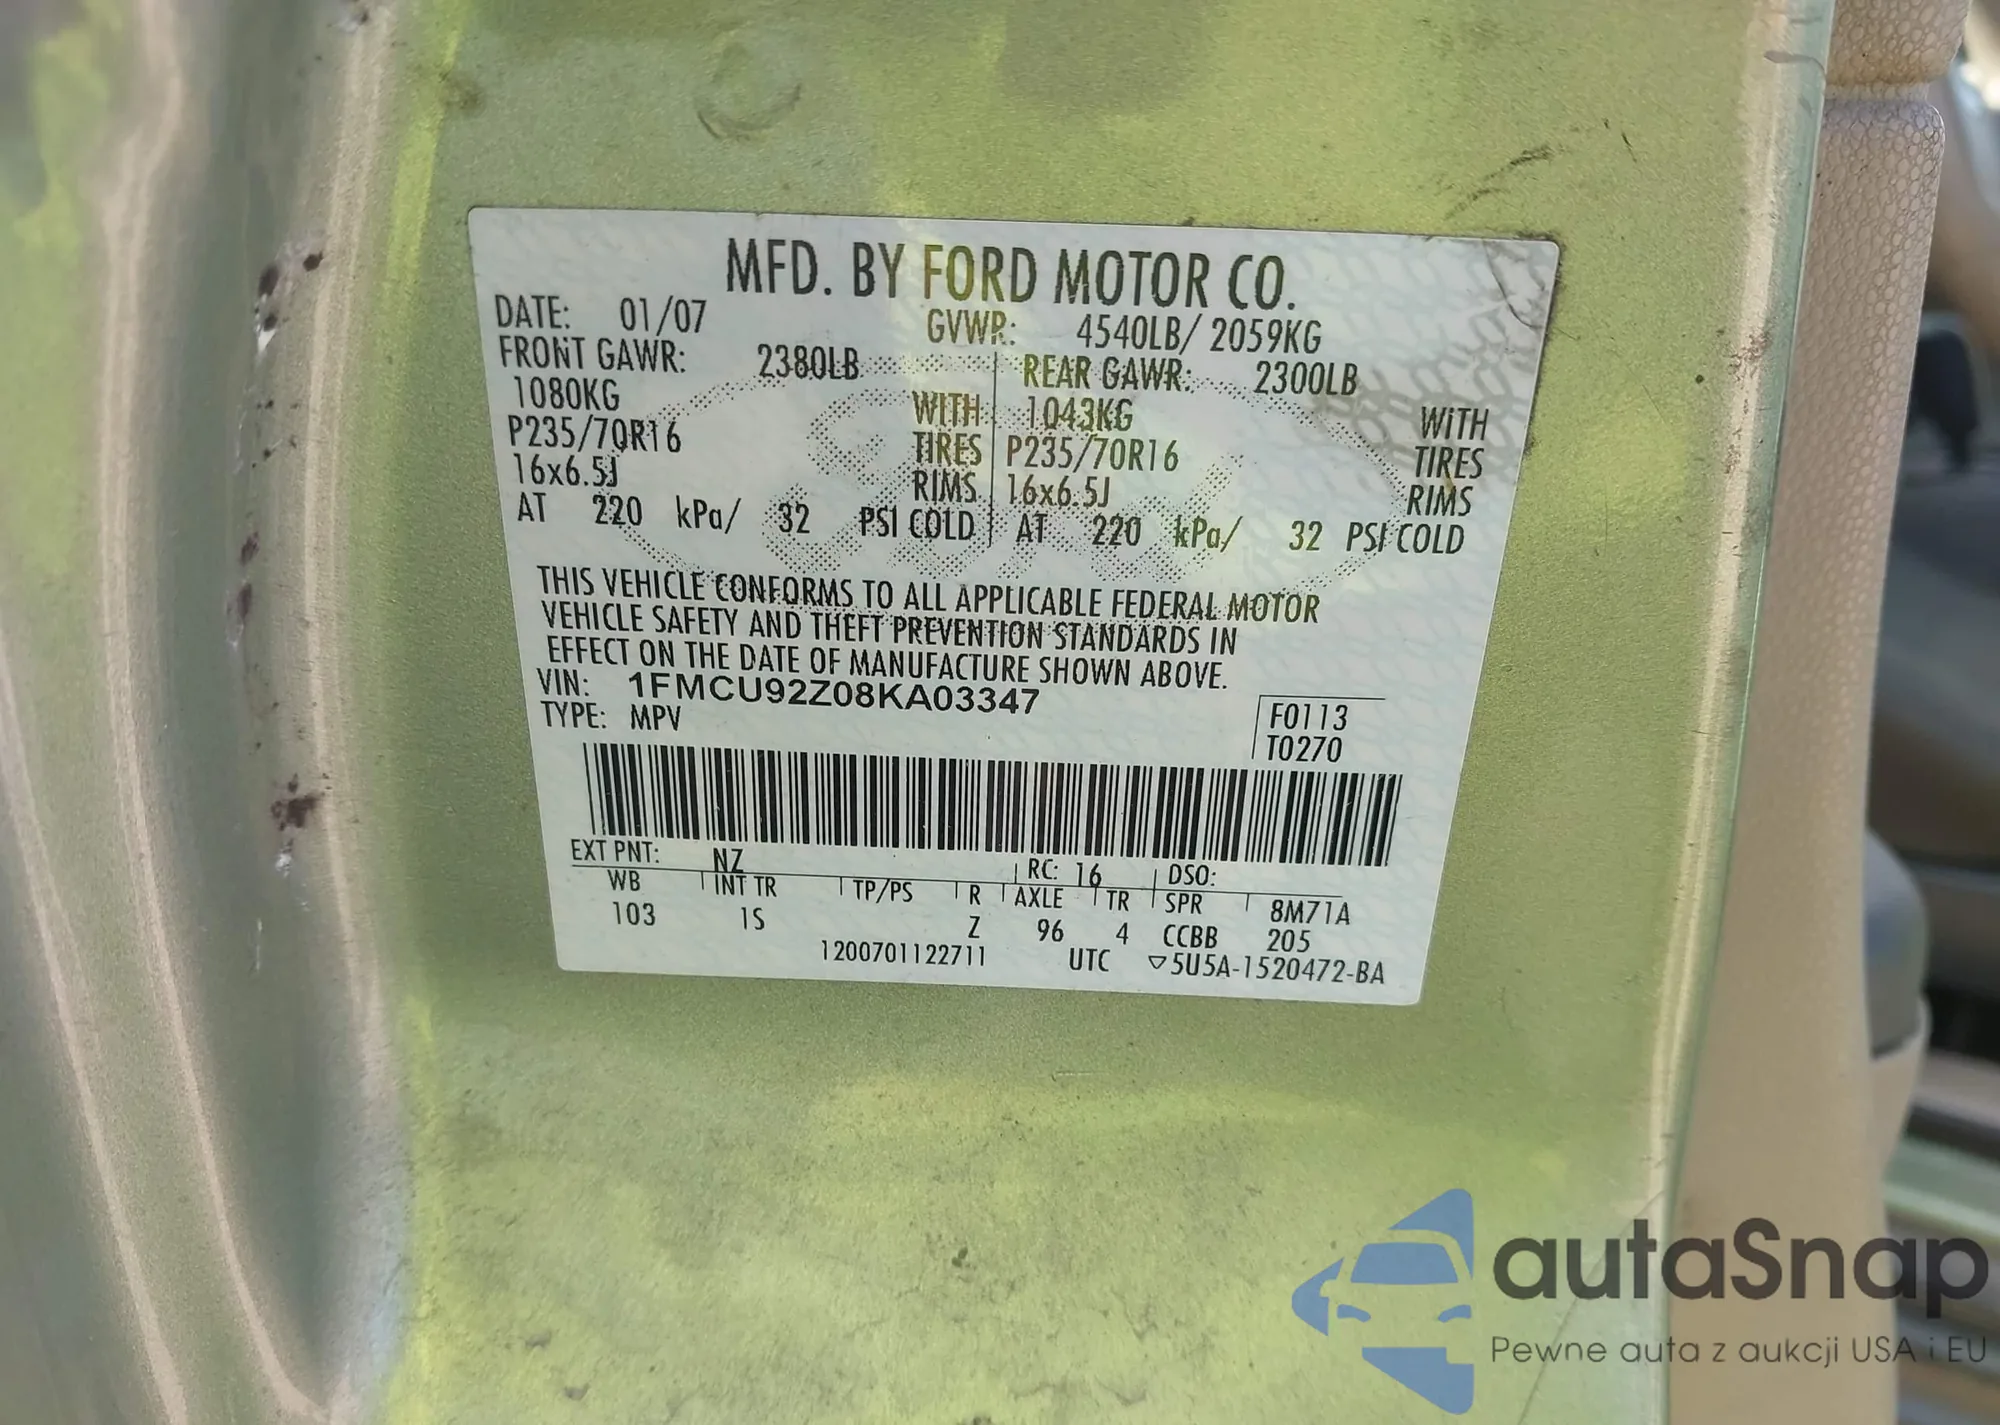 MFD. BY FORD MOTOR CO.
DATE: 01/07 GVWR: 4540LB/ 2059KG
FRONT GAWR: 2380LB REAR GAWR: 2300LB
1080KG WITH 1043KG WITH
P235/70R16 TIRES P235/70R16 TIRES
16x6.5J RIMS 16x6.5J RIMS
AT 220 kPa/ 32 PSI COLD AT 220 kPa/ 32 PSI COLD
THIS VEHICLE CONFORMS TO ALL APPLICABLE FEDERAL MOTOR
VEHICLE SAFETY AND THEFT PREVENTION STANDARDS IN
EFFECT ON THE DATE OF MANUFACTURE SHOWN ABOVE.
VIN: 1FMCU92Z08KA03347
TYPE: MPV F0113
T0270
EXT PNT: NZ RC: 16 DSO:
WB INT TR TP/PS R AXLE TR SPR 8M71A
103 1S Z 96 4 CCBB 205
1200701122711 UTC ▽5U5A-1520472-BA
autaSnap
Pewne auta z aukcji USA i EU